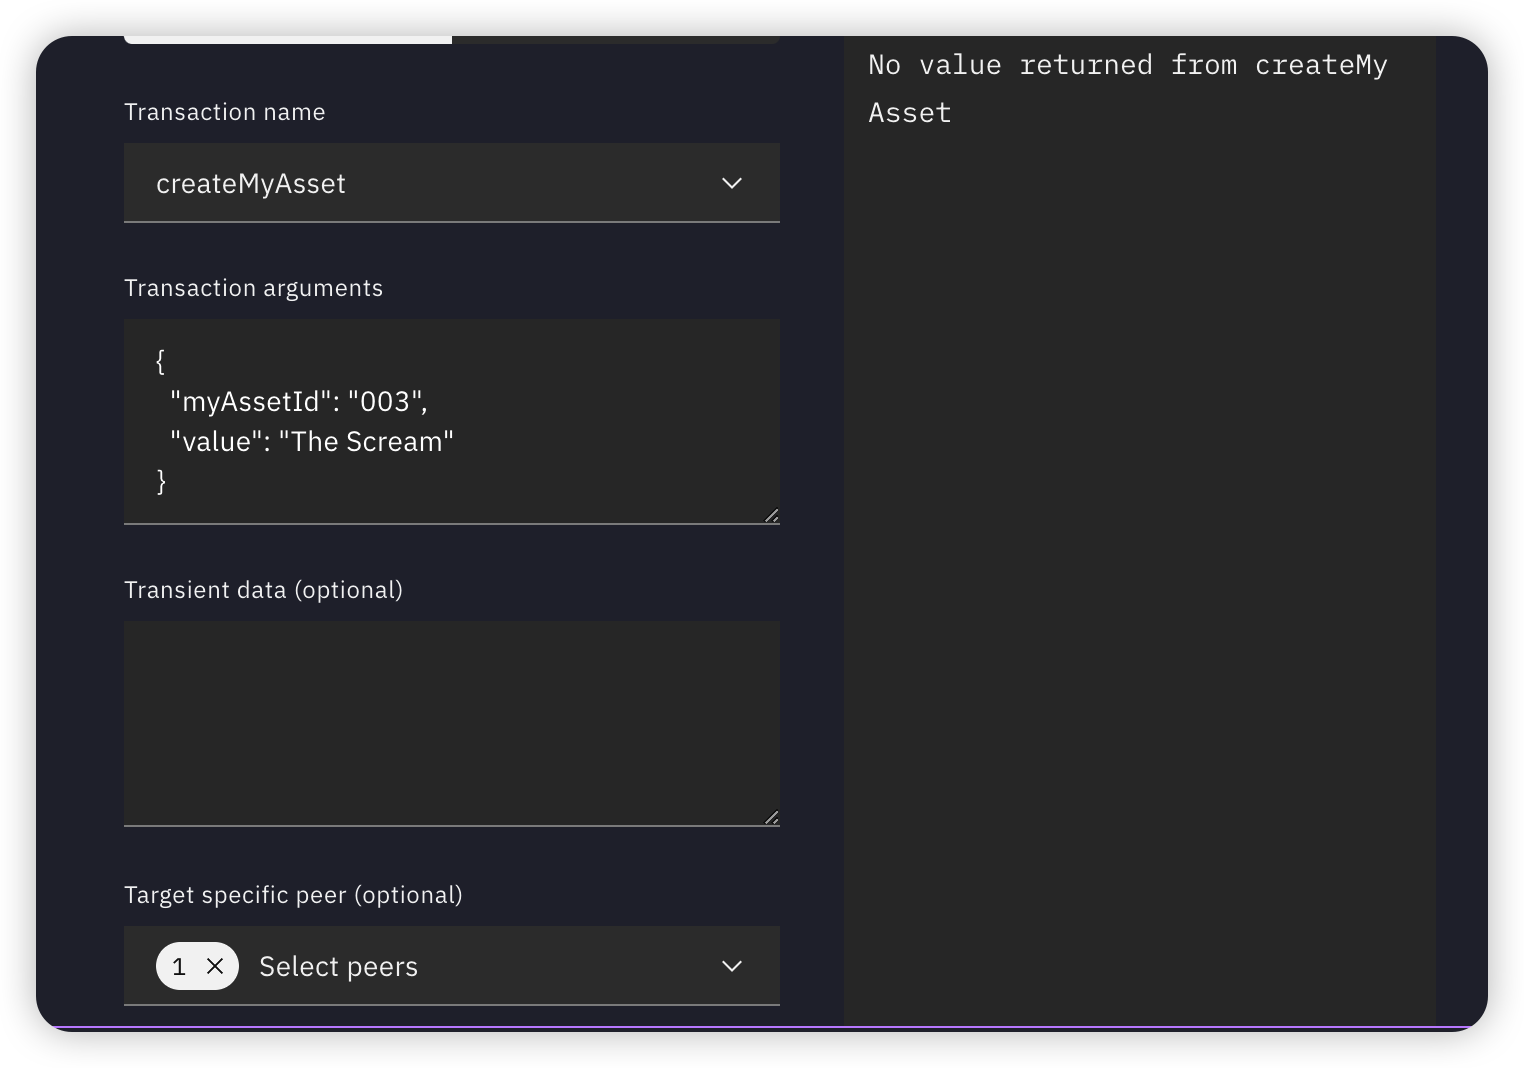 Transaction name
createMyAsset
Transaction arguments
{
"myAssetId": "003",
"value": "The Scream"
}
Transient data (optional)
Target specific peer (optional)
1 Select peers
No value returned from createMy
Asset